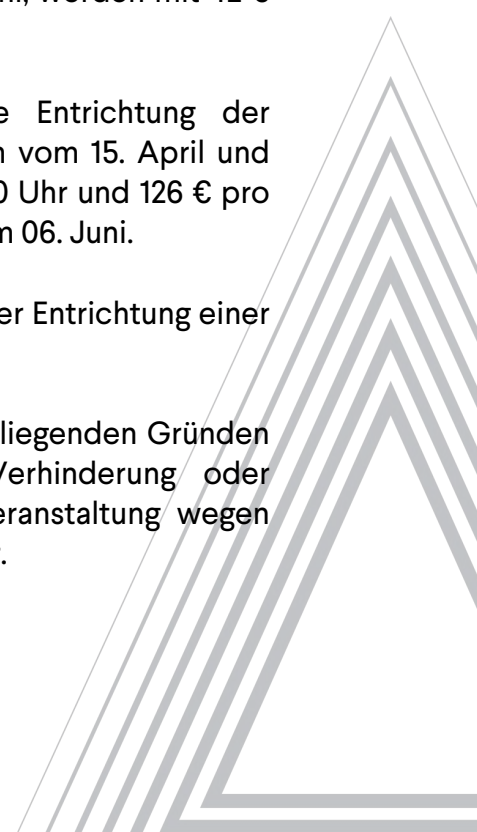 e Entrichtung der
vom 15. April und
Uhr und 126 € pro
06. Juni.
er Entrichtung einer
liegenden Gründen
Verhinderung oder
eranstaltung wegen